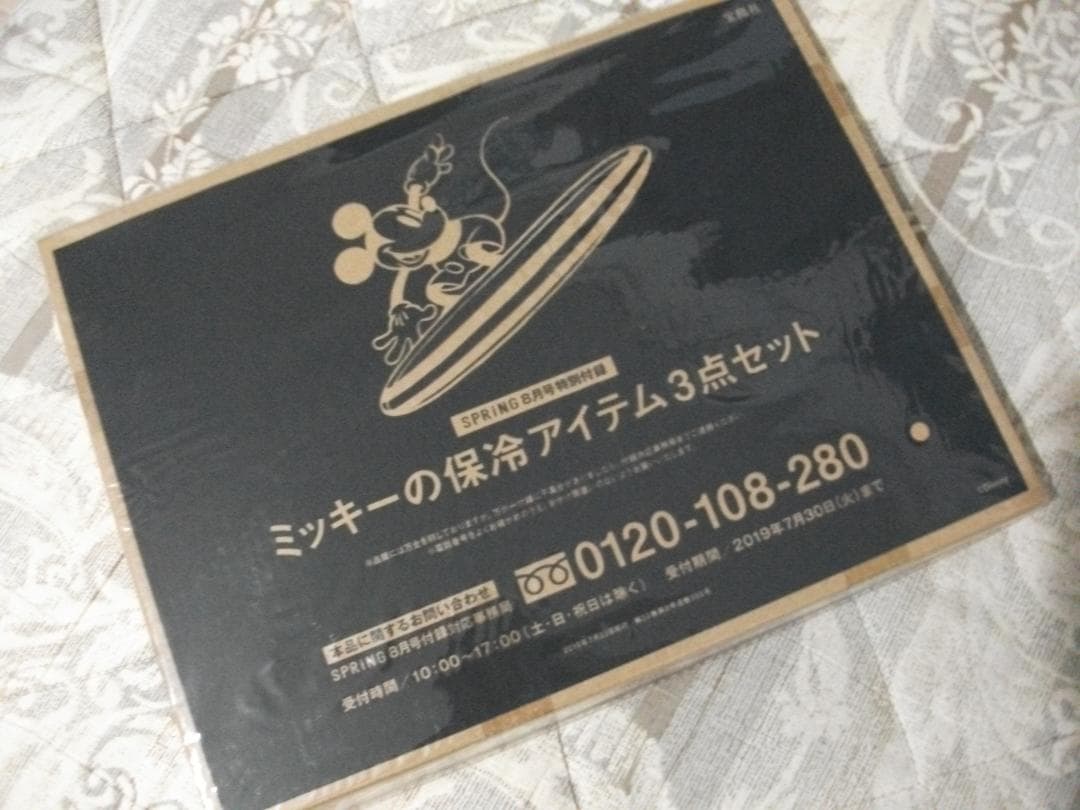 宝島社
SPRiNG 8月号特別付録
ミッキーの保冷アイテム3点セット
本品に関するお問い合わせ
SPRiNG 8月号付録対応事務局
0120-108-280
受付時間/10:00〜17:00(土・日・祝日は除く) 受付期間/2019年7月30日(火)まで
©Disney